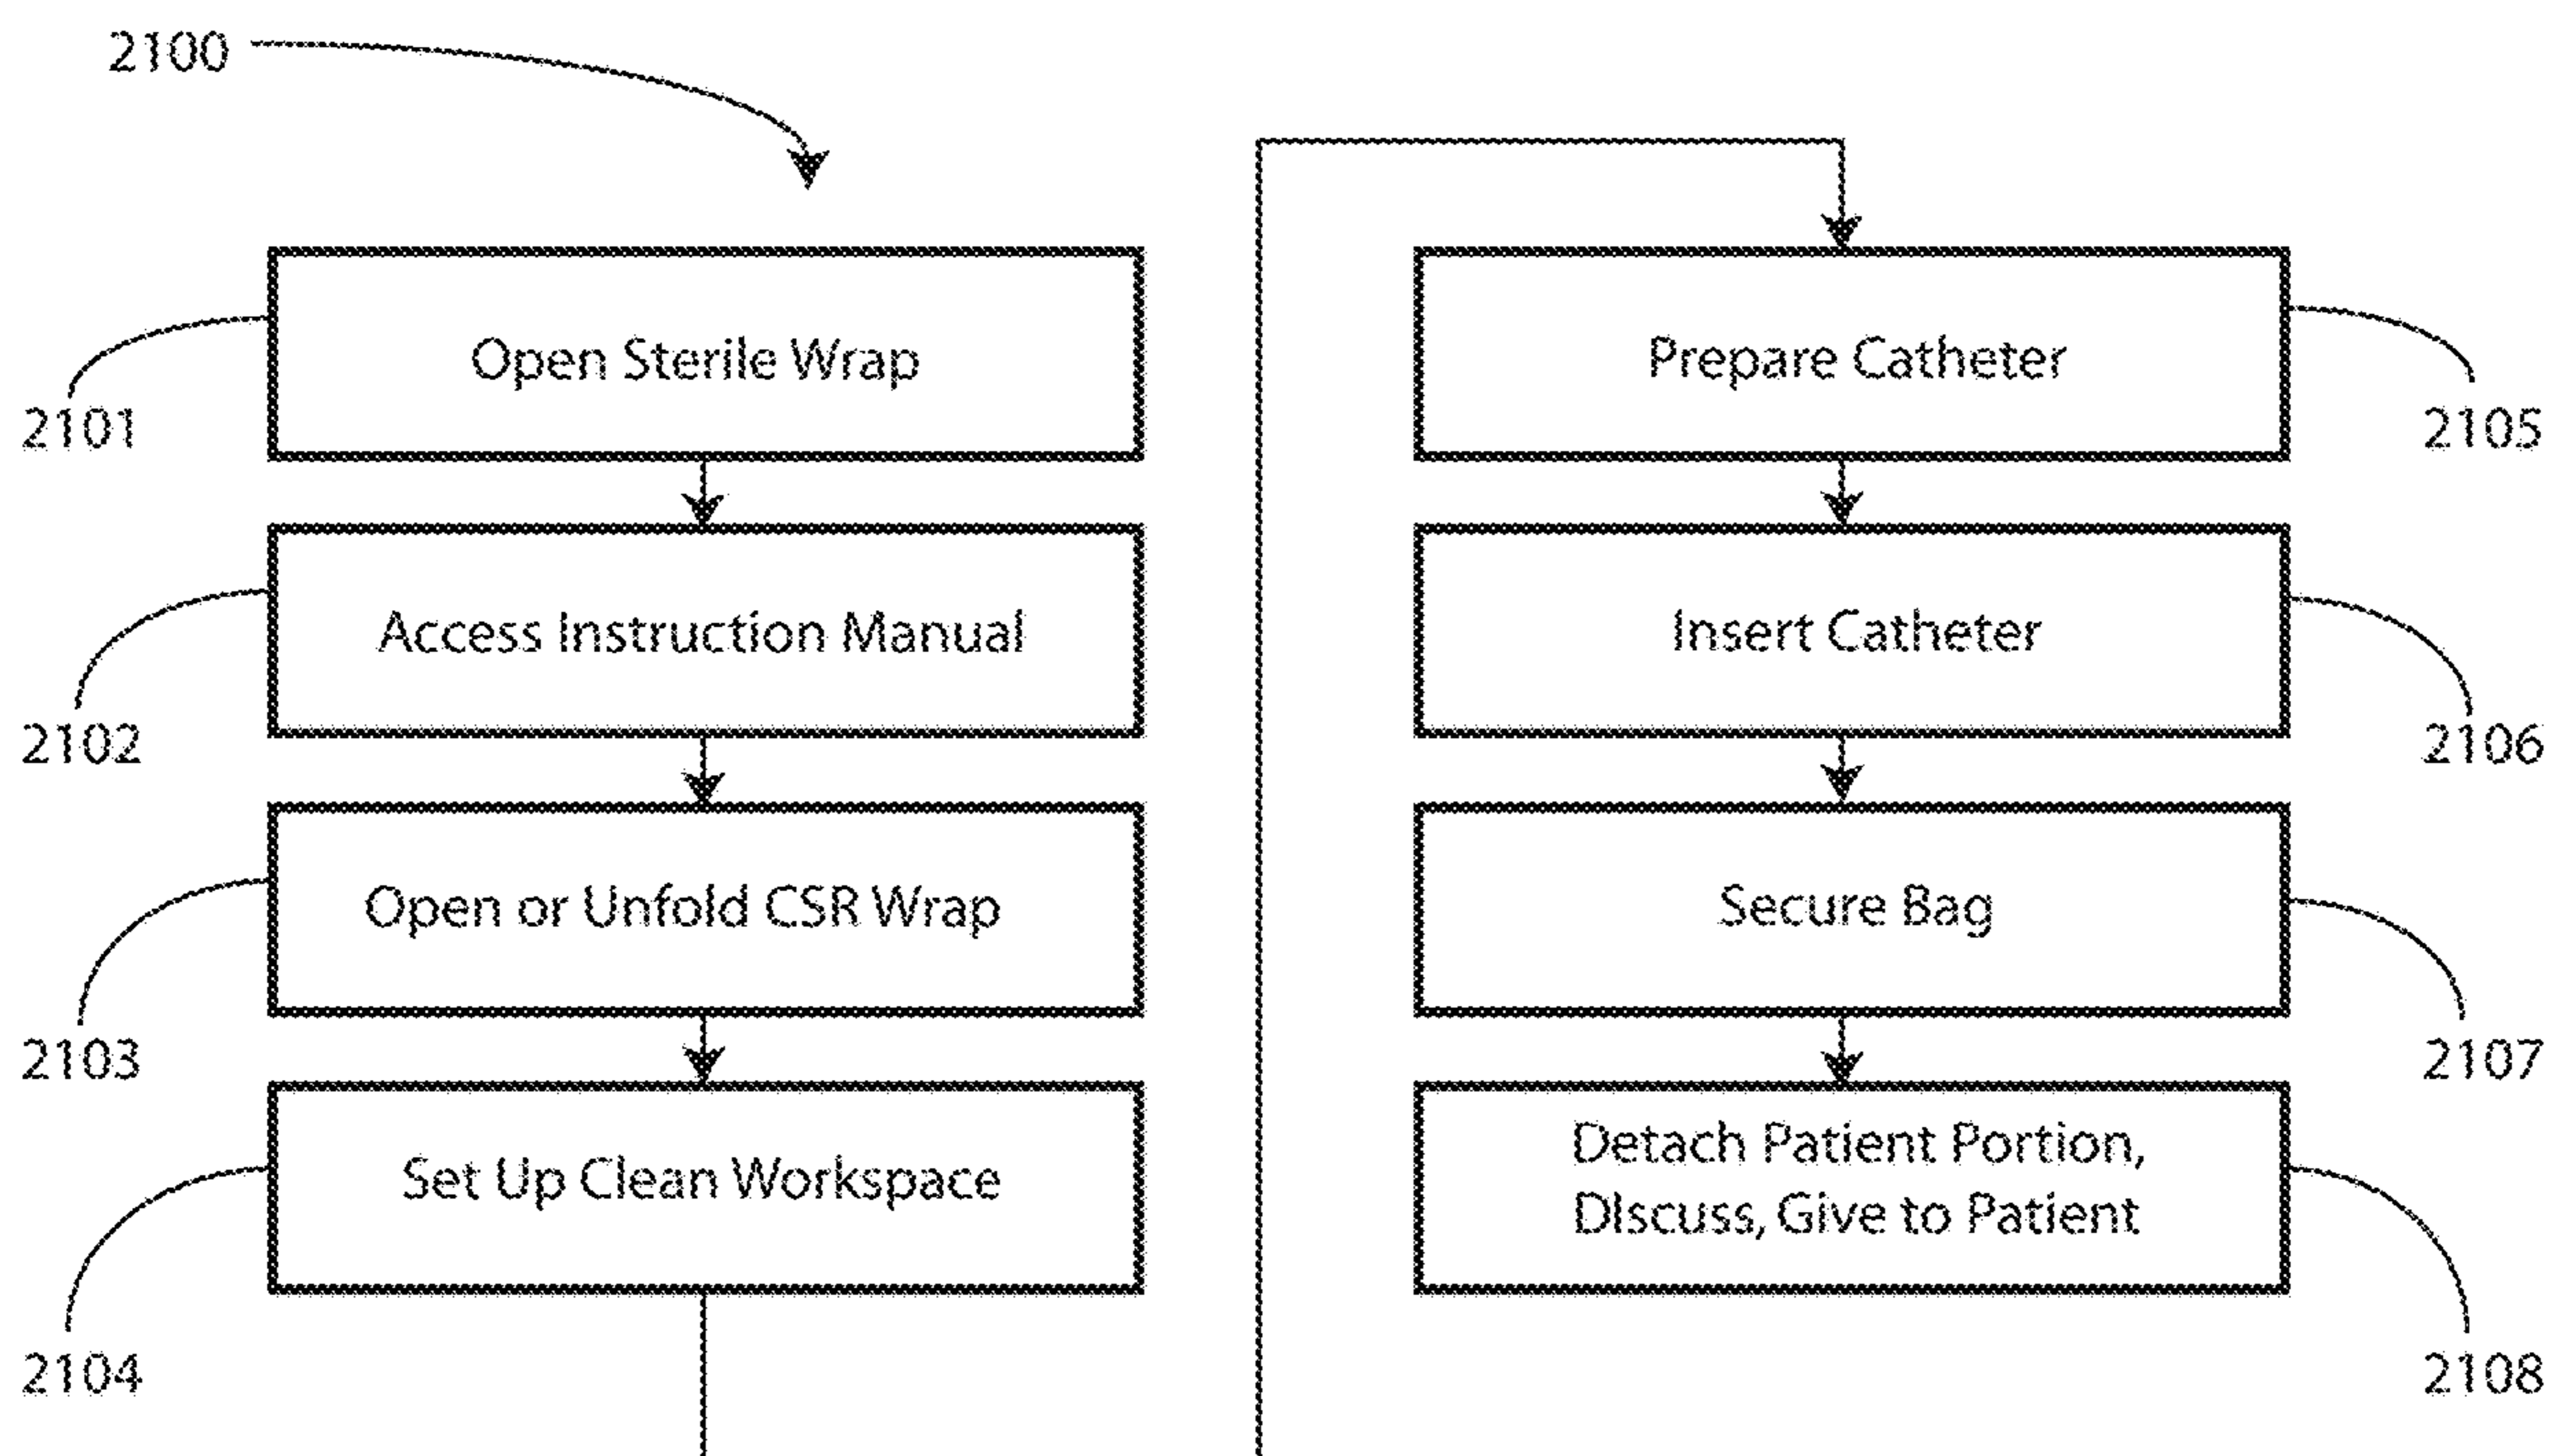 2100
Open Sterile Wrap
2101
Access Instruction Manual
2102
Open or Unfold CSR Wrap
2103
Set Up Clean Workspace
2104
Prepare Catheter
2105
Insert Catheter
2106
Secure Bag
2107
Detach Patient Portion,
DIscuss, Give to Patient
2108